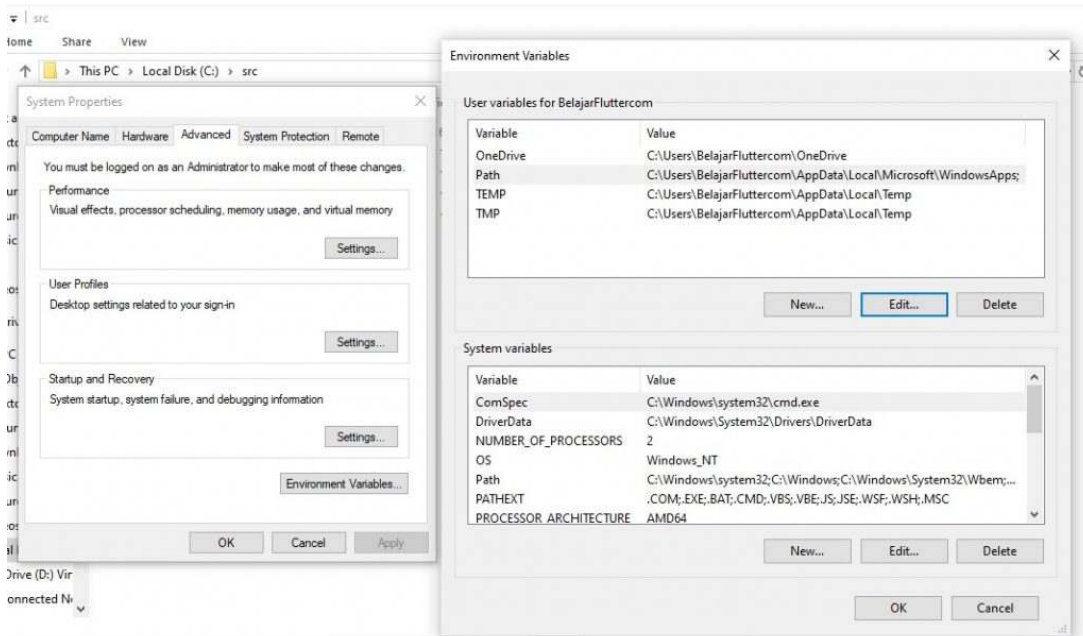 src
Home Share View
This PC > Local Disk (C:) > src
System Properties
Computer Name Hardware Advanced System Protection Remote
You must be logged on as an Administrator to make most of these changes.
Performance
Visual effects, processor scheduling, memory usage, and virtual memory
Settings...
User Profiles
Desktop settings related to your sign-in
Settings...
Startup and Recovery
System startup, system failure, and debugging information
Settings...
Environment Variables...
OK Cancel Apply
Drive (D:) Vir
Environment Variables
User variables for BelajarFluttercom
Variable Value
OneDrive C:\Users\BelajarFluttercom\OneDrive
Path C:\Users\BelajarFluttercom\AppData\Local\Microsoft\WindowsApps;
TEMP C:\Users\BelajarFluttercom\AppData\Local\Temp
TMP C:\Users\BelajarFluttercom\AppData\Local\Temp
New... Edit... Delete
System variables
Variable Value
ComSpec C:\Windows\system32\cmd.exe
DriverData C:\Windows\System32\Drivers\DriverData
NUMBER_OF_PROCESSORS 2
OS Windows_NT
Path C:\Windows\system32;C:\Windows;C:\Windows\System32\Wbem;...
PATHEXT .COM;.EXE;.BAT;.CMD;.VBS;.VBE;.JS;.JSE;.WSF;.WSH;.MSC
PROCESSOR_ARCHITECTURE AMD64
New... Edit... Delete
OK Cancel